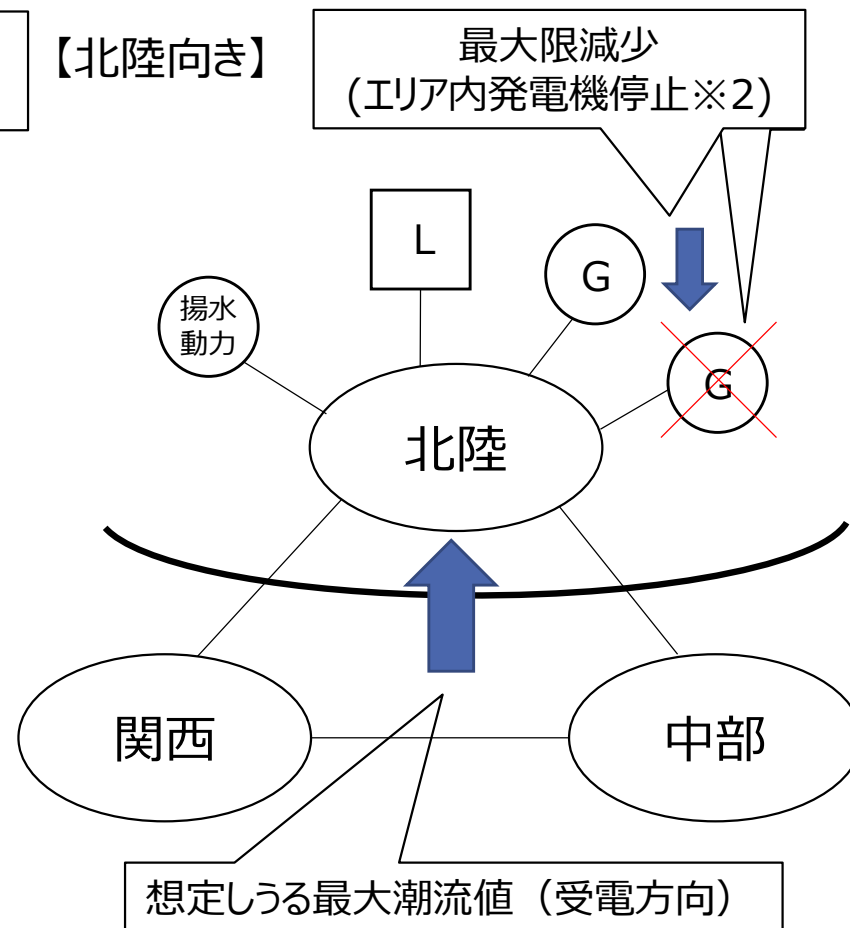 【北陸向き】
最大限減少
(エリア内発電機停止※2)
L
G
揚水
動力
G
北陸
関西
中部
想定しうる最大潮流値（受電方向）